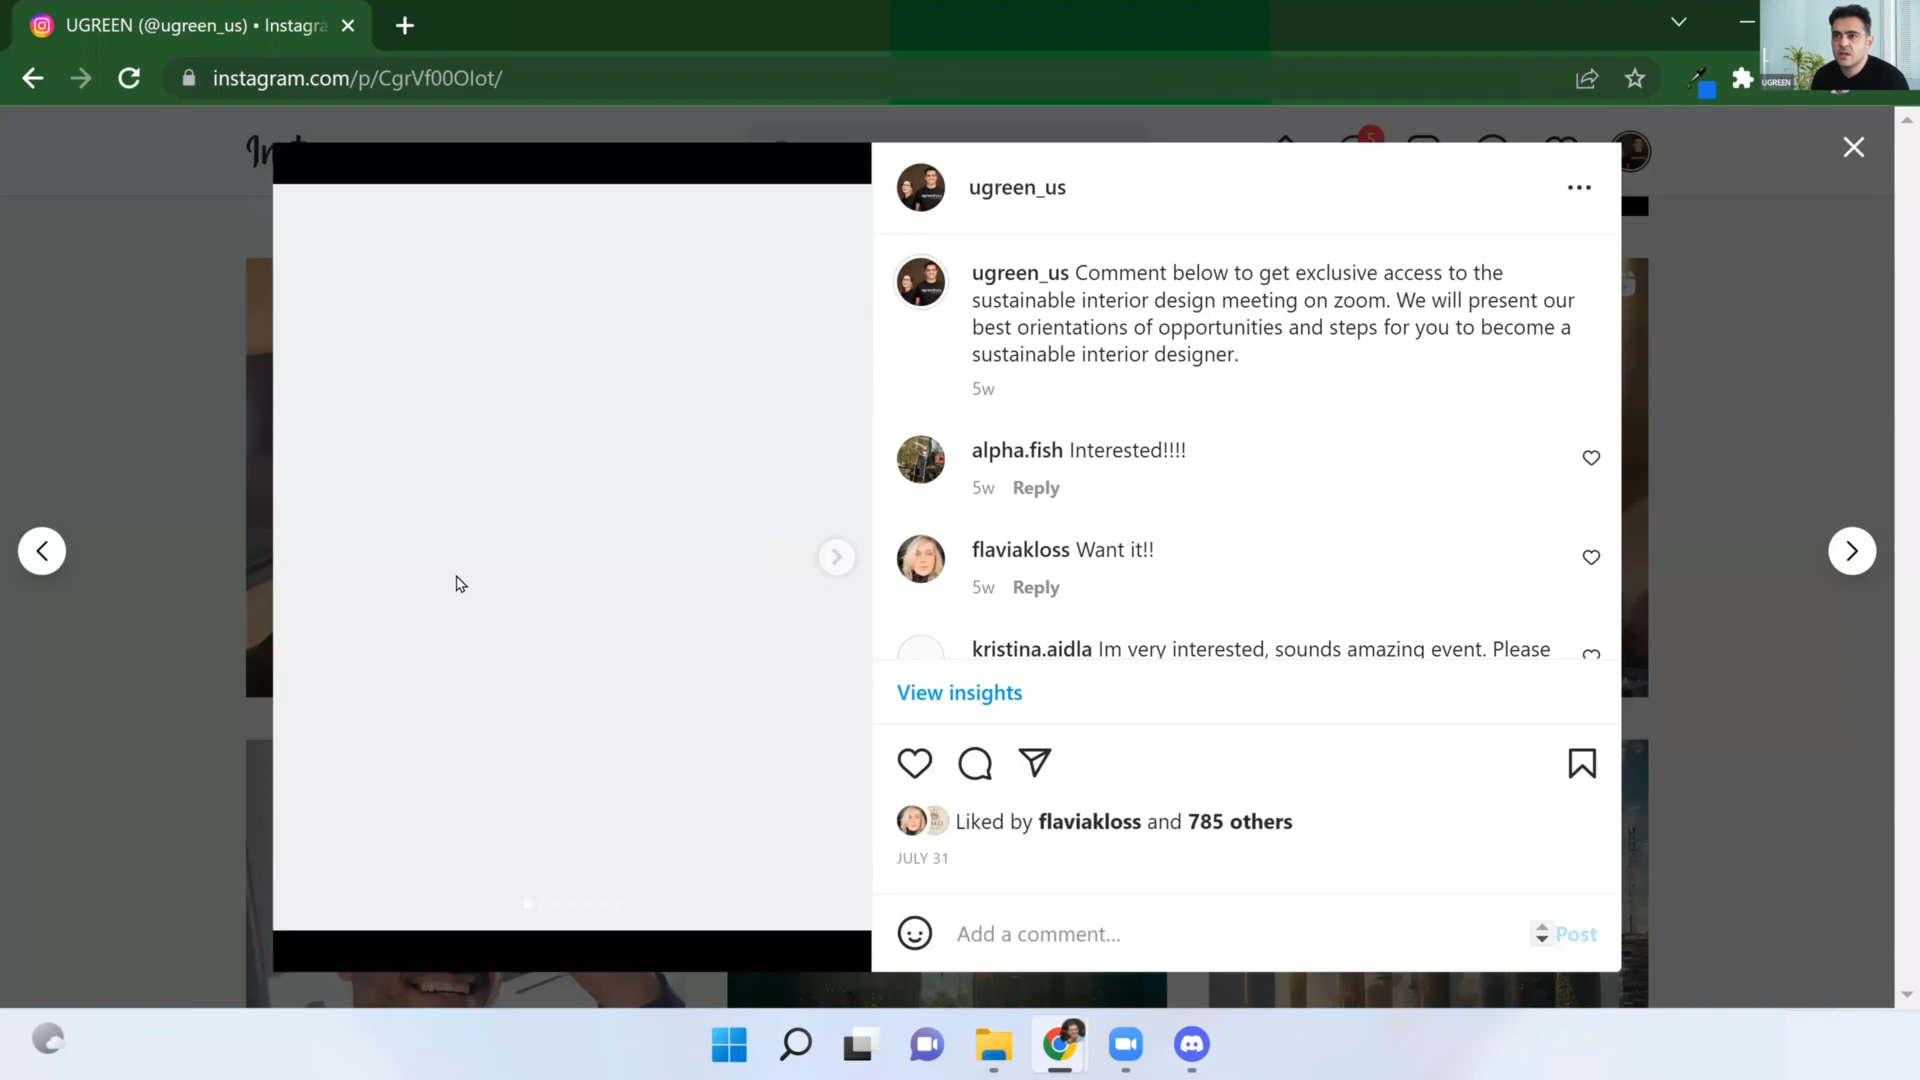 UGREEN (@ugreen_us) • Instagra
instagram.com/p/CgrVf00OIot/
UGREEN
5
ugreen_us
ugreen_us Comment below to get exclusive access to the
sustainable interior design meeting on zoom. We will present our
best orientations of opportunities and steps for you to become a
sustainable interior designer.
5w
alpha.fish Interested!!!!
5w Reply
flaviakloss Want it!!
5w Reply
kristina.aidla Im very interested, sounds amazing event. Please
View insights
Liked by flaviakloss and 785 others
JULY 31
Add a comment...
Post